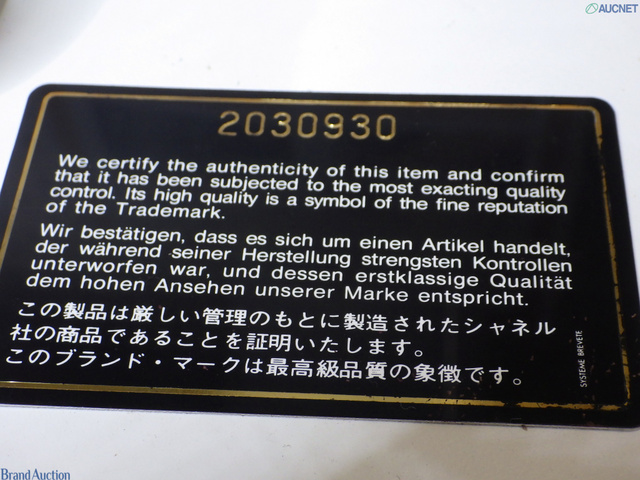 AUCNET
2030930
We certify the authenticity of this item and confirm
that it has been subjected to the most exacting quality
control. Its high quality is a symbol of the fine reputation
of the Trademark.
Wir bestätigen, dass es sich um einen Artikel handelt,
der während seiner Herstellung strengsten Kontrollen
unterworfen war, und dessen erstklassige Qualität
dem hohen Ansehen unserer Marke entspricht.
この製品は厳しい管理のもとに製造されたシャネル
社の商品であることを証明いたします。
このブランド・マークは最高級品質の象徴です。
SYSTEME BREVETE
Brand Auction